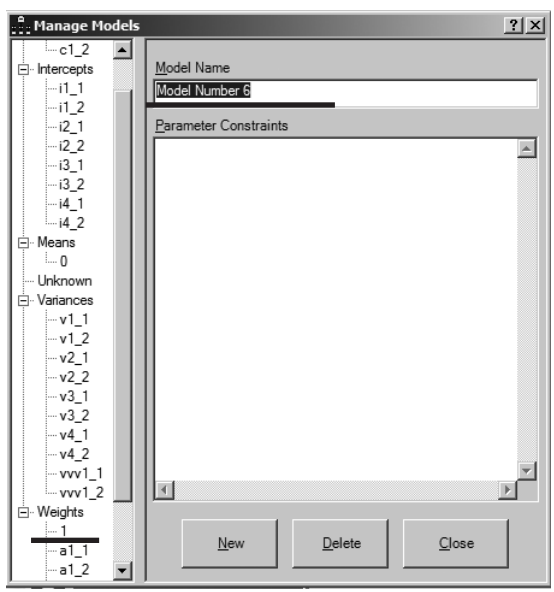 Manage Models
c1_2
Intercepts
i1_1
i1_2
i2_1
i2_2
i3_1
i3_2
i4_1
i4_2
Means
0
Unknown
Variances
v1_1
v1_2
v2_1
v2_2
v3_1
v3_2
v4_1
v4_2
vvv1_1
vvv1_2
Weights
1
a1_1
a1_2
Model Name
Model Number 6
Parameter Constraints
New Delete Close